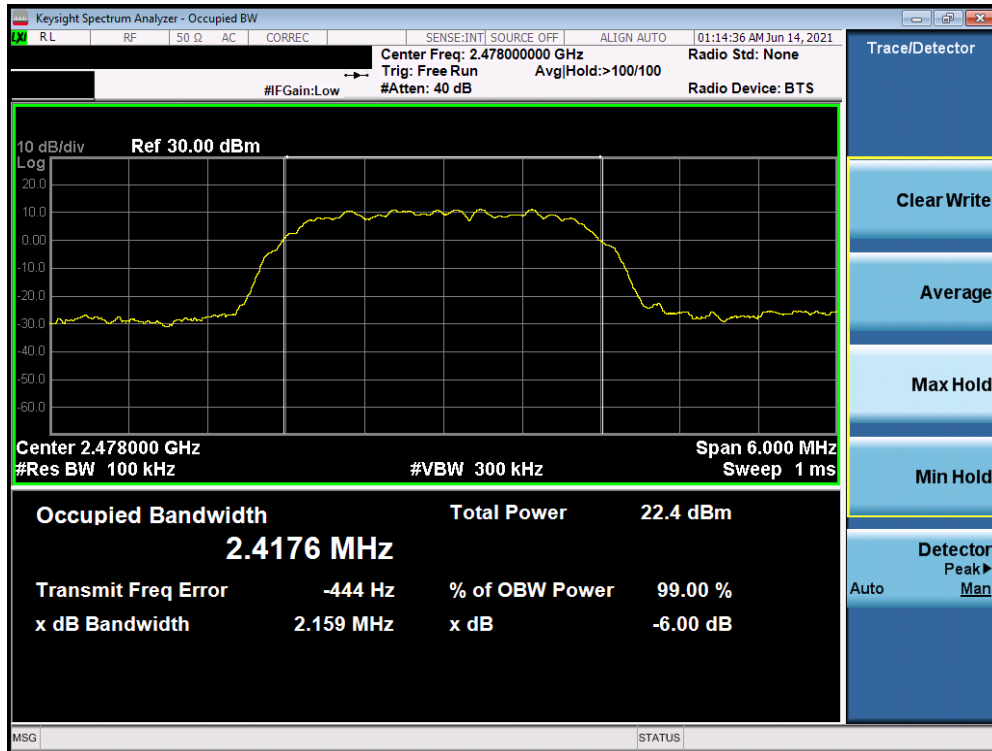 Keysight Spectrum Analyzer - Occupied BW
LXI RL RF 50 Ω AC CORREC SENSE:INT SOURCE OFF ALIGN AUTO 01:14:36 AM Jun 14, 2021
Center Freq: 2.478000000 GHz Radio Std: None
Trig: Free Run Avg|Hold:>100/100
#IFGain:Low #Atten: 40 dB Radio Device: BTS
Trace/Detector
10 dB/div Ref 30.00 dBm
Log
20.0
10.0
0.00
-10.0
-20.0
-30.0
-40.0
-50.0
-60.0
Center 2.478000 GHz Span 6.000 MHz
#Res BW 100 kHz #VBW 300 kHz Sweep 1 ms
Occupied Bandwidth Total Power 22.4 dBm
2.4176 MHz
Transmit Freq Error -444 Hz % of OBW Power 99.00 %
x dB Bandwidth 2.159 MHz x dB -6.00 dB
Clear Write
Average
Max Hold
Min Hold
Detector
Peak▶
Auto Man
MSG STATUS